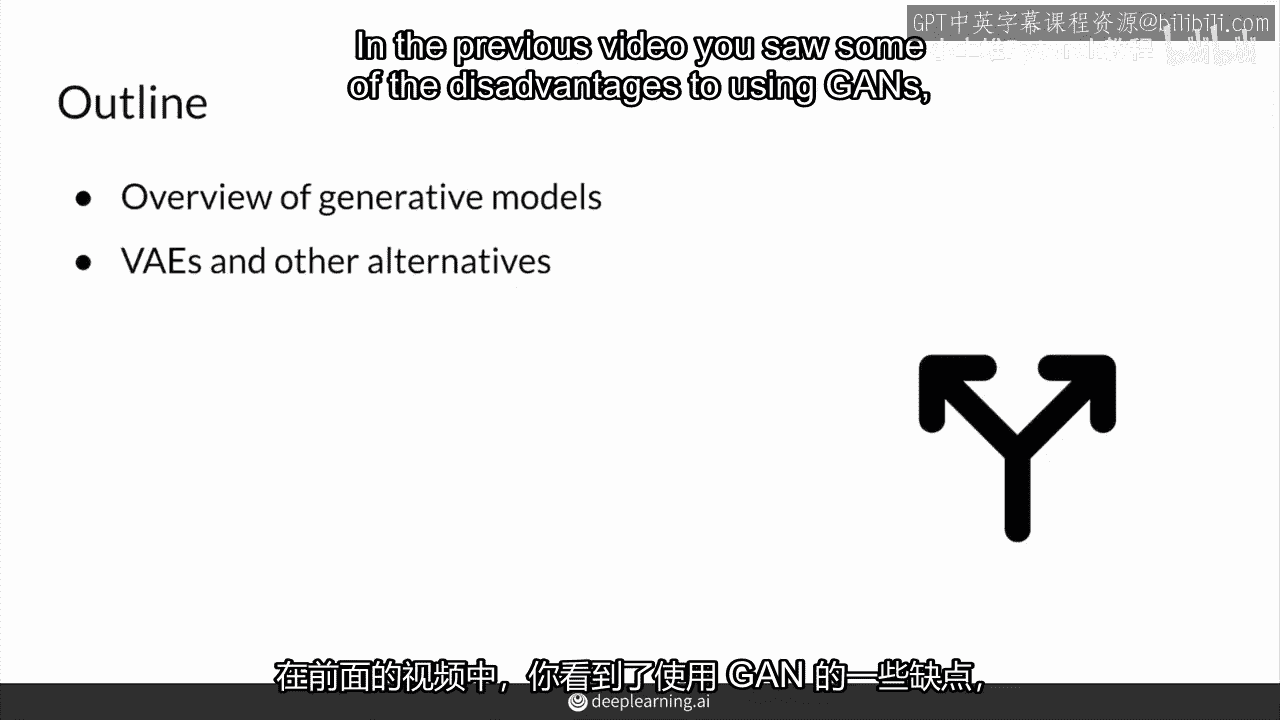 GPT中英字幕课程资源@bilibili.com
In the previous video you saw some
of the disadvantages to using GANs,
Outline
● Overview of generative models
● VAEs and other alternatives
在前面的视频中，你看到了使用 GAN 的一些缺点，
deeplearning.ai